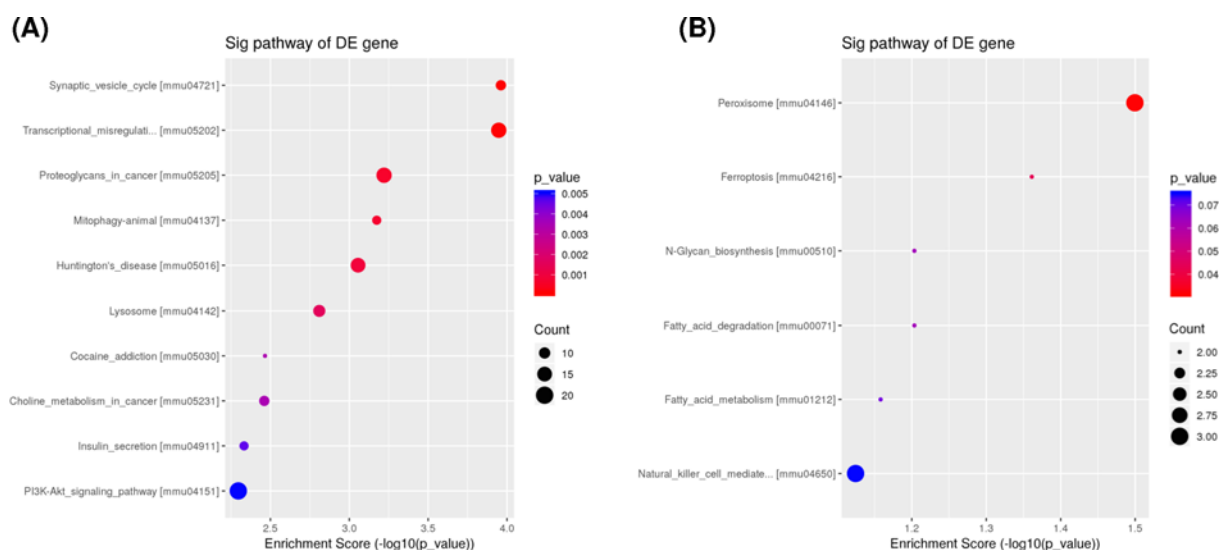 (A)
Sig pathway of DE gene
Synaptic_vesicle_cycle [mmu04721]
Transcriptional_misregulati... [mmu05202]
Proteoglycans_in_cancer [mmu05205]
Mitophagy-animal [mmu04137]
Huntington's_disease [mmu05016]
Lysosome [mmu04142]
Cocaine_addiction [mmu05030]
Choline_metabolism_in_cancer [mmu05231]
Insulin_secretion [mmu04911]
PI3K-Akt_signaling_pathway [mmu04151]
2.5 3.0 3.5 4.0
Enrichment Score (-log10(p_value))
p_value
0.005
0.004
0.003
0.002
0.001
Count
10
15
20
(B)
Sig pathway of DE gene
Peroxisome [mmu04146]
Ferroptosis [mmu04216]
N-Glycan_biosynthesis [mmu00510]
Fatty_acid_degradation [mmu00071]
Fatty_acid_metabolism [mmu01212]
Natural_killer_cell_mediate... [mmu04650]
1.2 1.3 1.4 1.5
Enrichment Score (-log10(p_value))
p_value
0.07
0.06
0.05
0.04
Count
2.00
2.25
2.50
2.75
3.00